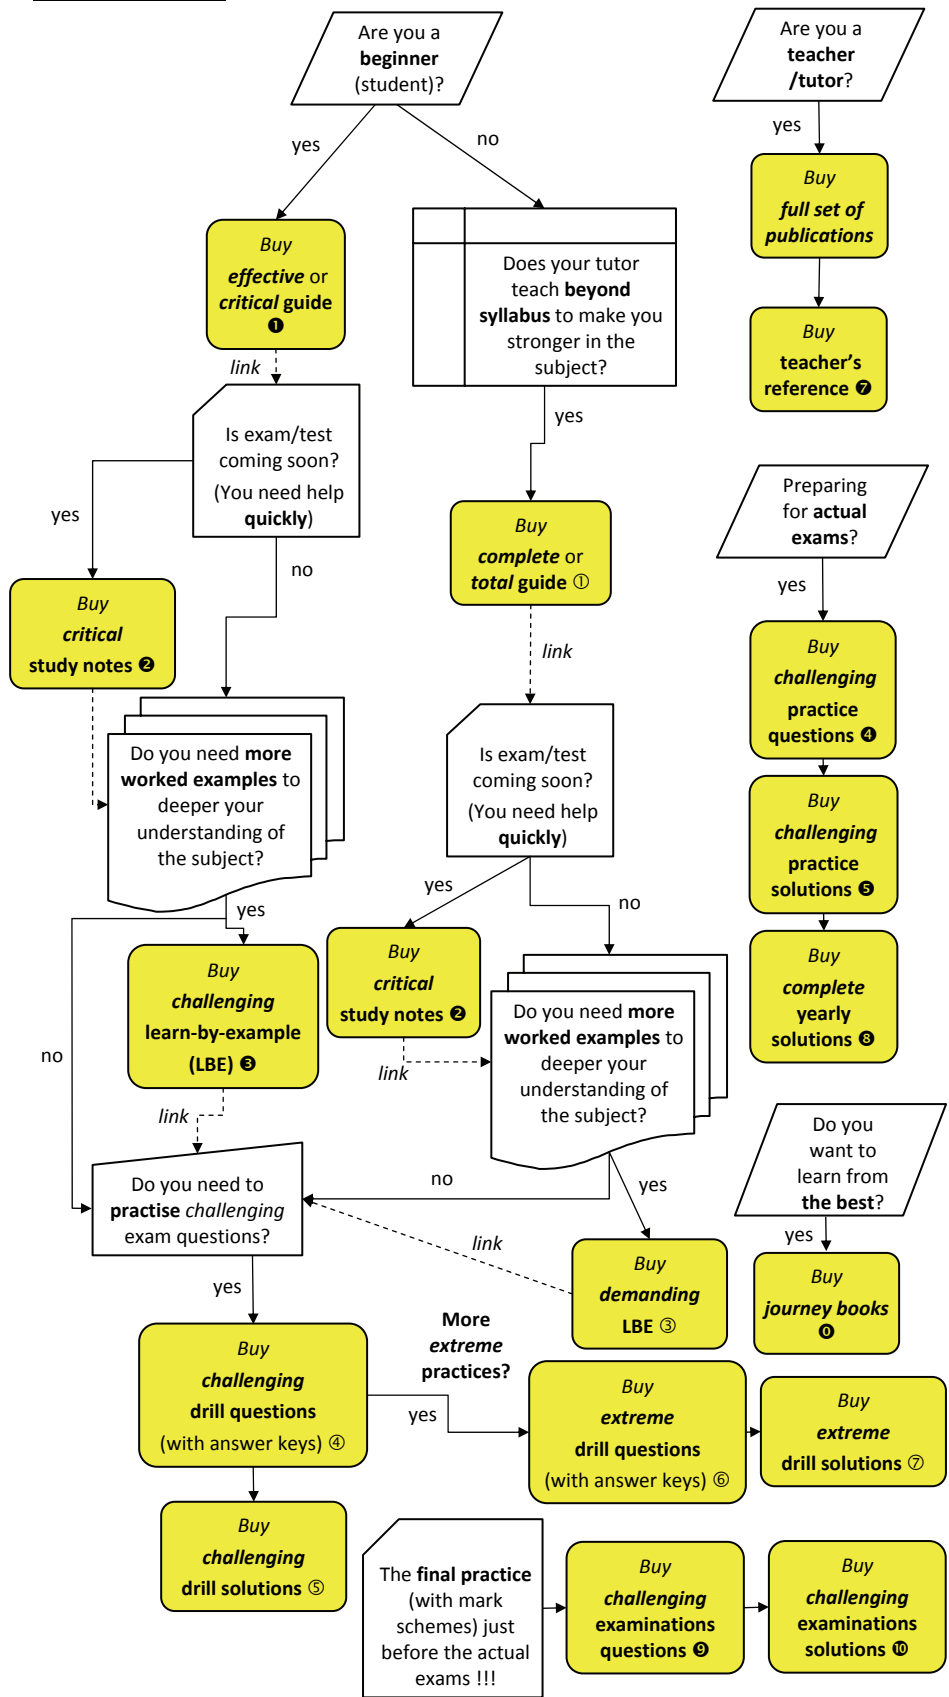 Are you a
beginner
(student)?
yes
no
Buy
effective or
critical guide
❶
link
Does your tutor
teach beyond
syllabus to make you
stronger in the
subject?
yes
Is exam/test
coming soon?
(You need help
quickly)
yes
no
Buy
critical
study notes ❷
Buy
complete or
total guide ①
link
Do you need more
worked examples to
deeper your
understanding of
the subject?
yes
no
Buy
challenging
learn-by-example
(LBE) ❸
link
Is exam/test
coming soon?
(You need help
quickly)
yes
no
Buy
critical
study notes ❷
link
Do you need more
worked examples to
deeper your
understanding of
the subject?
no
yes
Do you need to
practise challenging
exam questions?
yes
link
Buy
demanding
LBE ③
Buy
challenging
drill questions
(with answer keys) ④
More
extreme
practices?
yes
Buy
extreme
drill questions
(with answer keys) ⑥
Buy
extreme
drill solutions ⑦
Buy
challenging
drill solutions ⑤
The final practice
(with mark
schemes) just
before the actual
exams !!!
Buy
challenging
examinations
questions ❾
Buy
challenging
examinations
solutions ❿
Are you a
teacher
/tutor?
yes
Buy
full set of
publications
Buy
teacher's
reference ❼
Preparing
for actual
exams?
yes
Buy
challenging
practice
questions ❹
Buy
challenging
practice
solutions ❺
Buy
complete
yearly
solutions ❽
Do you
want to
learn from
the best?
yes
Buy
journey books
⓿